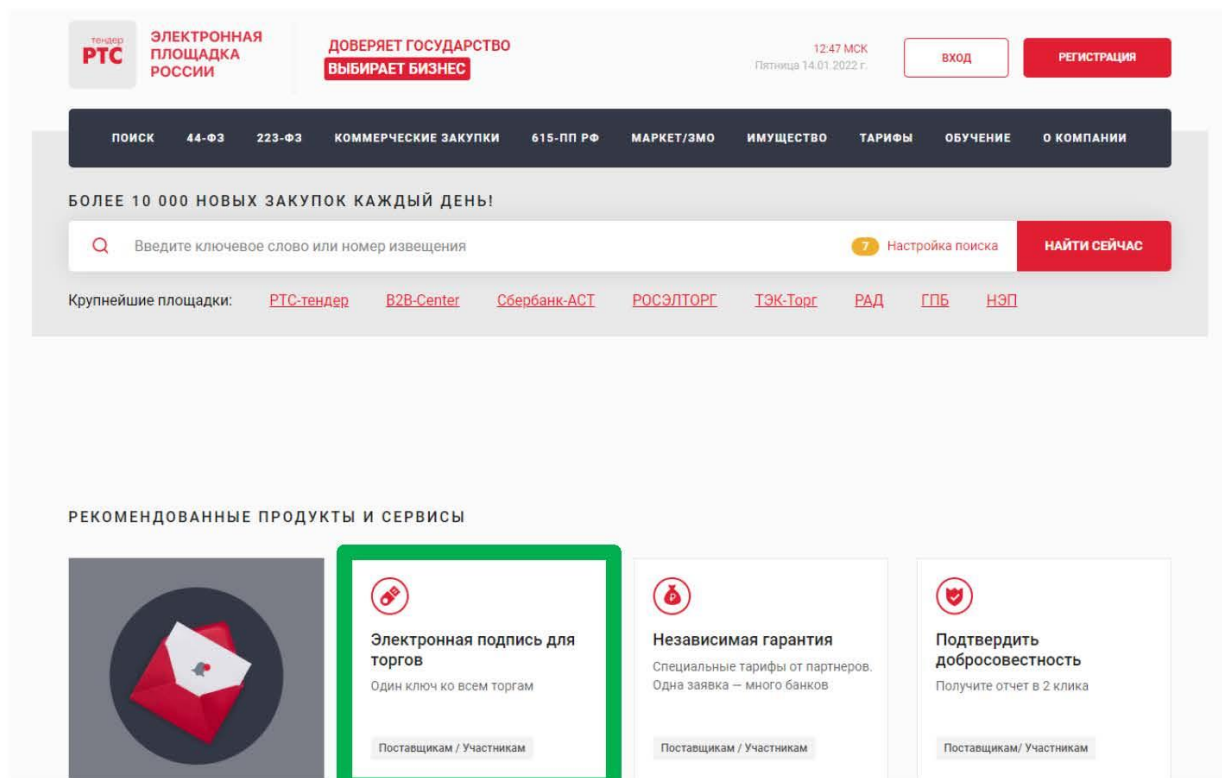 тендер
РТС
ЭЛЕКТРОННАЯ
ПЛОЩАДКА
РОССИИ
ДОВЕРЯЕТ ГОСУДАРСТВО
ВЫБИРАЕТ БИЗНЕС
12:47 МСК
Пятница 14.01.2022 г.
ВХОД
РЕГИСТРАЦИЯ
ПОИСК 44-ФЗ 223-ФЗ КОММЕРЧЕСКИЕ ЗАКУПКИ 615-ПП РФ МАРКЕТ/ЗМО ИМУЩЕСТВО ТАРИФЫ ОБУЧЕНИЕ О КОМПАНИИ
БОЛЕЕ 10 000 НОВЫХ ЗАКУПОК КАЖДЫЙ ДЕНЬ!
Введите ключевое слово или номер извещения 7 Настройка поиска НАЙТИ СЕЙЧАС
Крупнейшие площадки: РТС-тендер B2B-Center Сбербанк-АСТ РОСЭЛТОРГ ТЭК-Торг РАД ГПБ НЭП
РЕКОМЕНДОВАННЫЕ ПРОДУКТЫ И СЕРВИСЫ
Электронная подпись для
торгов
Один ключ ко всем торгам
Поставщикам / Участникам
Независимая гарантия
Специальные тарифы от партнеров.
Одна заявка — много банков
Поставщикам / Участникам
Подтвердить
добросовестность
Получите отчет в 2 клика
Поставщикам/ Участникам